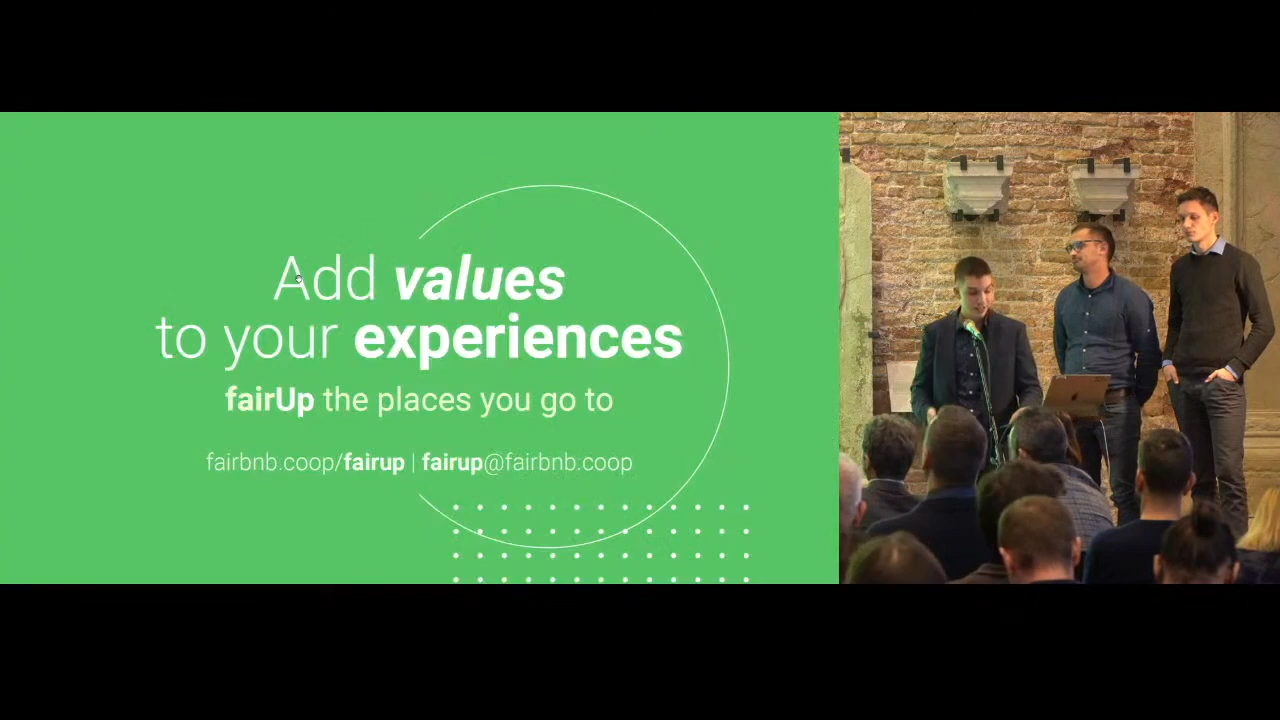 Add values
to your experiences
fairUp the places you go to
fairbnb.coop/fairup | fairup@fairbnb.coop